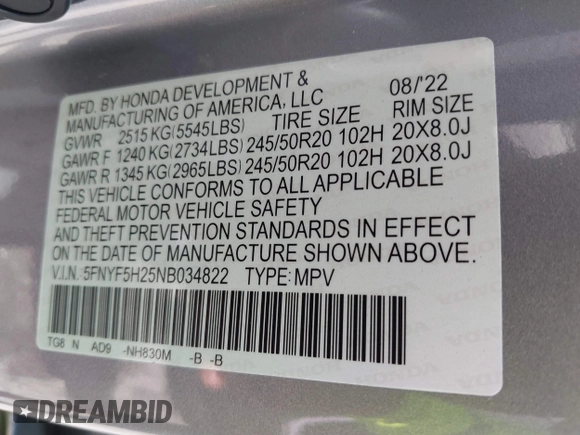 MFD. BY HONDA DEVELOPMENT &
MANUFACTURING OF AMERICA, LLC 08/'22
GVWR 2515 KG(5545LBS) TIRE SIZE RIM SIZE
GAWR F 1240 KG(2734LBS) 245/50R20 102H 20X8.0J
GAWR R 1345 KG(2965LBS) 245/50R20 102H 20X8.0J
THIS VEHICLE CONFORMS TO ALL APPLICABLE
FEDERAL MOTOR VEHICLE SAFETY
AND THEFT PREVENTION STANDARDS IN EFFECT
ON THE DATE OF MANUFACTURE SHOWN ABOVE.
V.I.N.:5FNYF5H25NB034822 TYPE:MPV
TG8 N AD9 -NH830M -B -B
DREAMBID